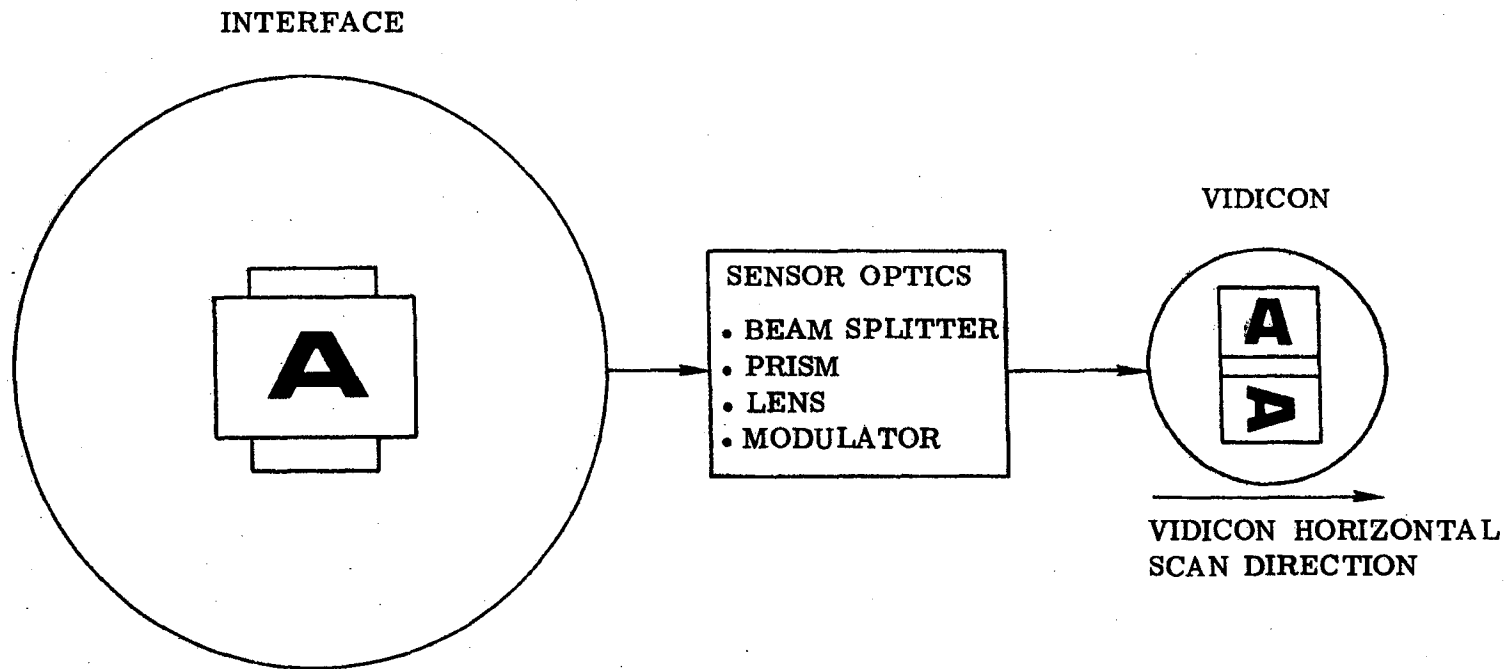 INTERFACE
A
SENSOR OPTICS
• BEAM SPLITTER
• PRISM
• LENS
• MODULATOR
VIDICON
A
A
VIDICON HORIZONTAL
SCAN DIRECTION